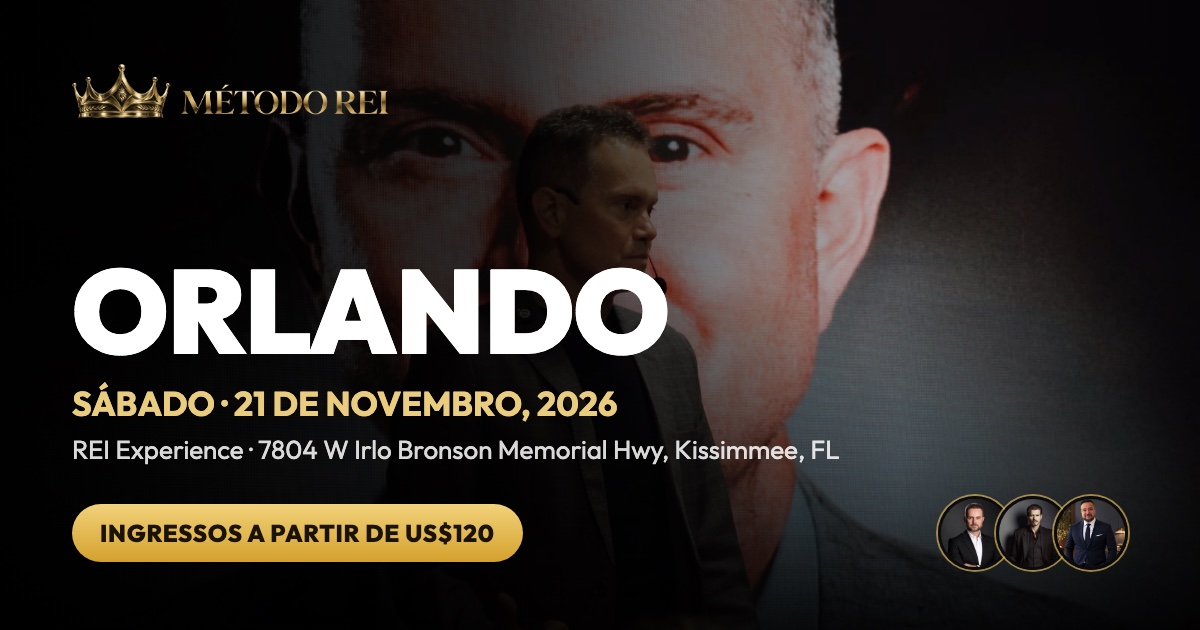 MÉTODO REI
ORLANDO
SÁBADO · 21 DE NOVEMBRO, 2026
REI Experience · 7804 W Irlo Bronson Memorial Hwy, Kissimmee, FL
INGRESSOS A PARTIR DE US$120